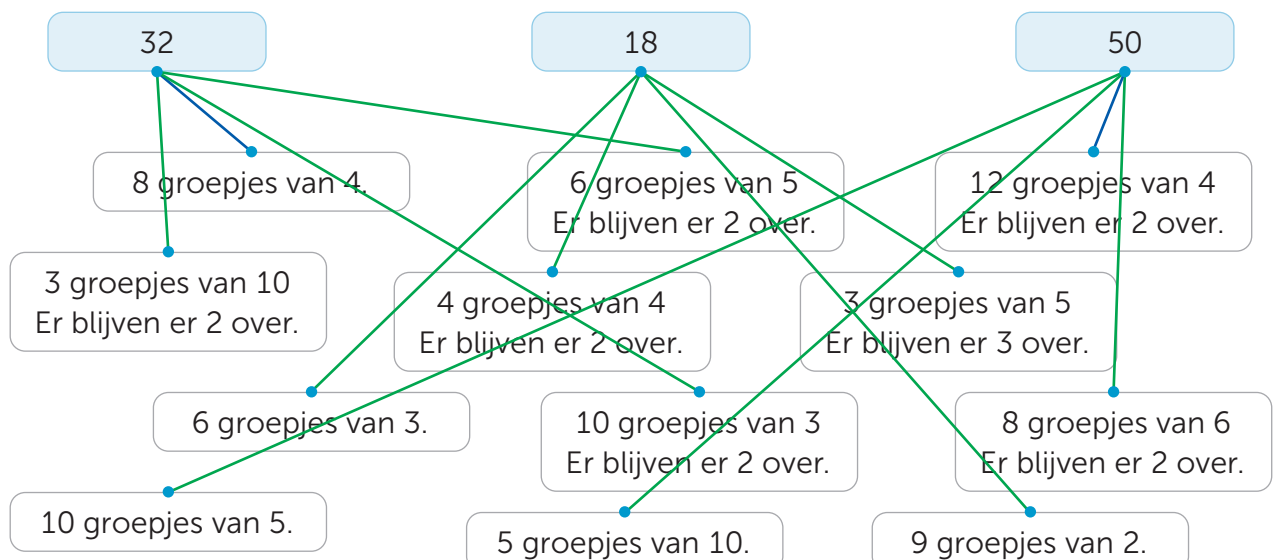 32
18
50
8 groepjes van 4.
6 groepjes van 5
Er blijven er 2 over.
12 groepjes van 4
Er blijven er 2 over.
3 groepjes van 10
Er blijven er 2 over.
4 groepjes van 4
Er blijven er 2 over.
3 groepjes van 5
Er blijven er 3 over.
6 groepjes van 3.
10 groepjes van 3
Er blijven er 2 over.
8 groepjes van 6
Er blijven er 2 over.
10 groepjes van 5.
5 groepjes van 10.
9 groepjes van 2.